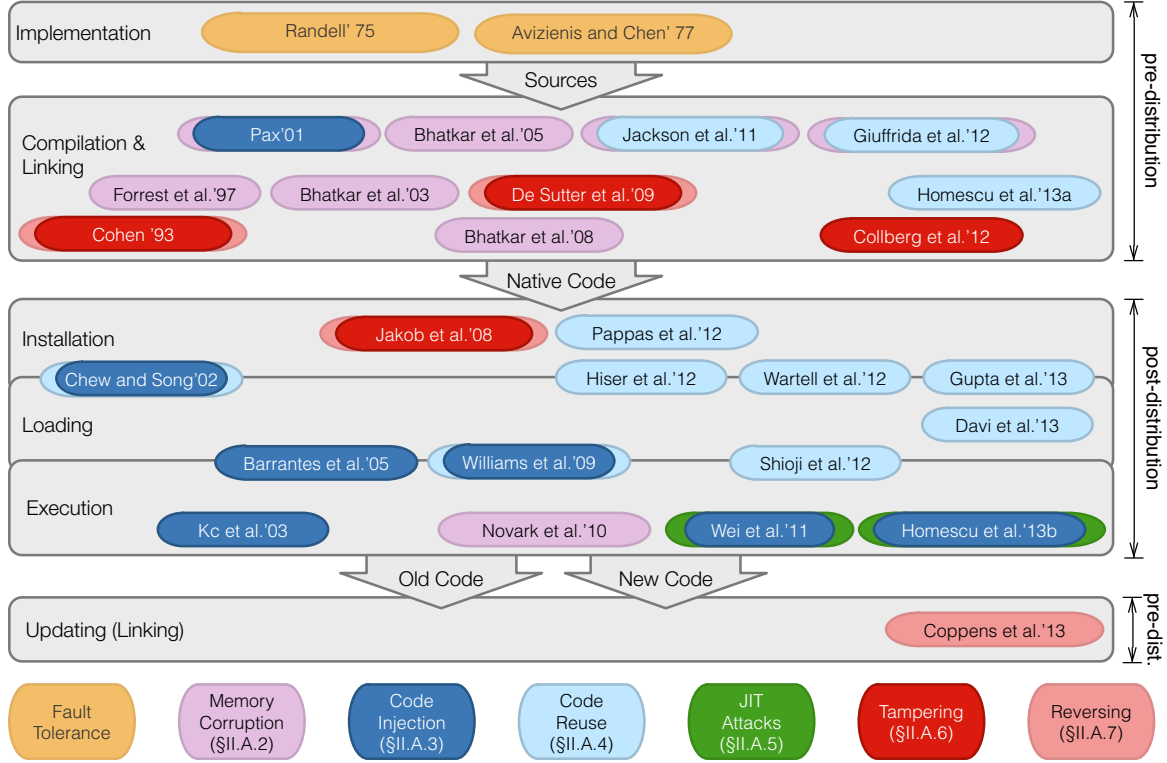 Implementation
Randell’ 75
Avizienis and Chen’ 77
pre-distribution
Sources
Compilation &
Linking
Pax’01
Bhatkar et al.’05
Jackson et al.’11
Giuffrida et al.’12
Forrest et al.’97
Bhatkar et al.’03
De Sutter et al.’09
Homescu et al.’13a
Cohen ’93
Bhatkar et al.’08
Collberg et al.’12
Native Code
Installation
Jakob et al.’08
Pappas et al.’12
post-distribution
Chew and Song’02
Hiser et al.’12
Wartell et al.’12
Gupta et al.’13
Loading
Davi et al.’13
Barrantes et al.’05
Williams et al.’09
Shioji et al.’12
Execution
Kc et al.’03
Novark et al.’10
Wei et al.’11
Homescu et al.’13b
Old Code
New Code
Updating (Linking)
Coppens et al.’13
pre-dist.
Fault
Tolerance
Memory
Corruption
(§II.A.2)
Code
Injection
(§II.A.3)
Code
Reuse
(§II.A.4)
JIT
Attacks
(§II.A.5)
Tampering
(§II.A.6)
Reversing
(§II.A.7)